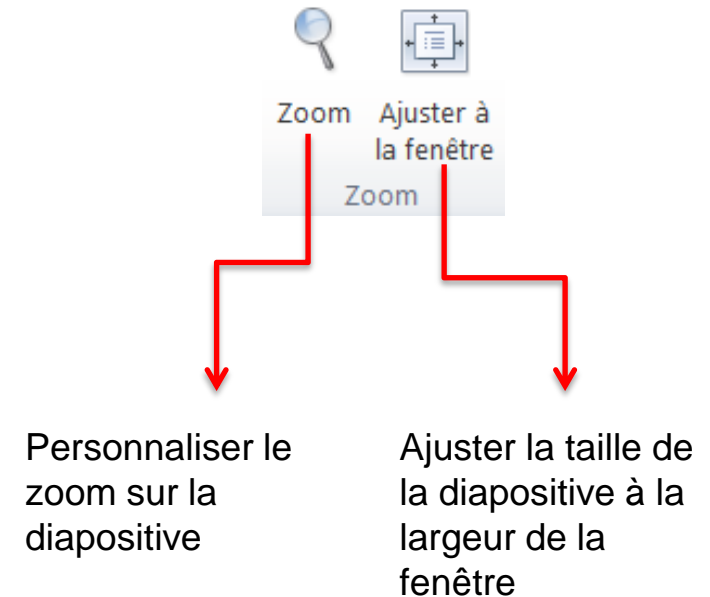 Zoom
Ajuster à
la fenêtre
Zoom
Personnaliser le
zoom sur la
diapositive
Ajuster la taille de
la diapositive à la
largeur de la
fenêtre